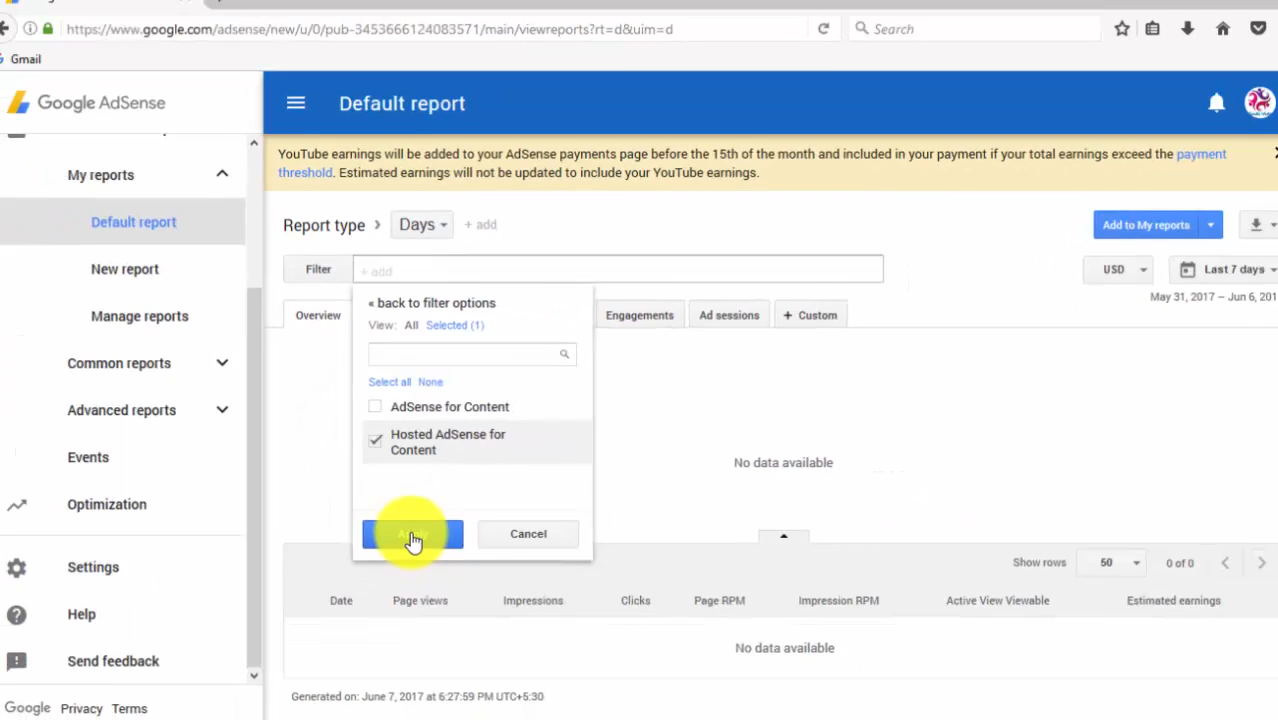 https://www.google.com/adsense/new/u/0/pub-3453666124083571/main/viewreports?rt=d&uim=d
Search
Gmail
Google AdSense
Default report
My reports
Default report
New report
Manage reports
Common reports
Advanced reports
Events
Optimization
Settings
Help
Send feedback
Google Privacy Terms
YouTube earnings will be added to your AdSense payments page before the 15th of the month and included in your payment if your total earnings exceed the payment
threshold. Estimated earnings will not be updated to include your YouTube earnings.
Report type > Days + add
Add to My reports
Filter + add
USD Last 7 days
May 31, 2017 – Jun 6, 201
Overview
Engagements Ad sessions + Custom
« back to filter options
View: All Selected (1)
Select all None
AdSense for Content
Hosted AdSense for
Content
Cancel
No data available
Show rows 50 0 of 0
Date Page views Impressions Clicks Page RPM Impression RPM Active View Viewable Estimated earnings
No data available
Generated on: June 7, 2017 at 6:27:59 PM UTC+5:30